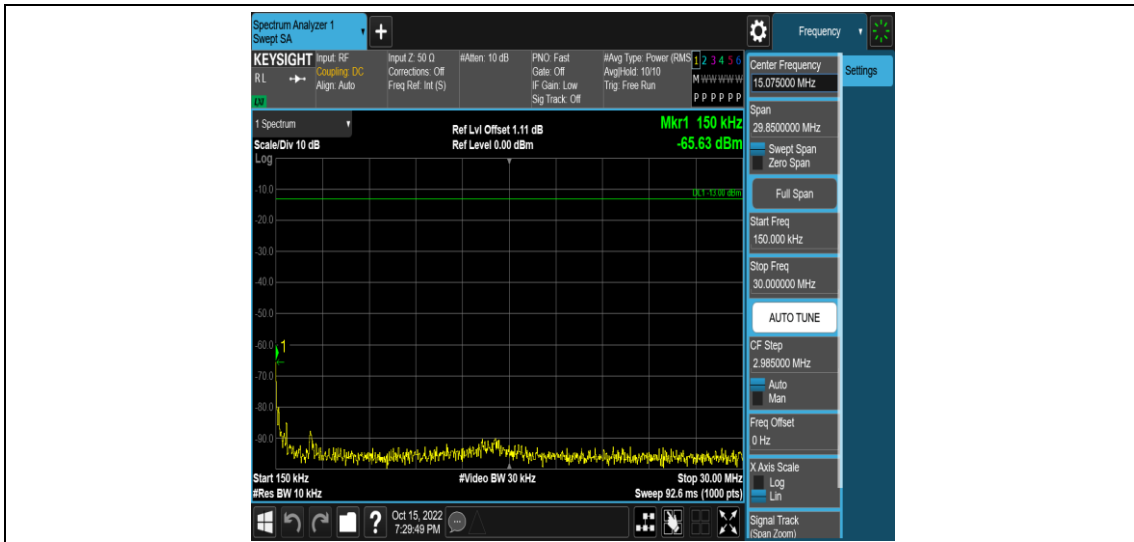 Spectrum Analyzer 1
Swept SA
+
Frequency
KEYSIGHT
RL
LXI
Input: RF
Coupling: DC
Align: Auto
Input Z: 50 Ω
Corrections: Off
Freq Ref: Int (S)
#Atten: 10 dB
PNO: Fast
Gate: Off
IF Gain: Low
Sig Track: Off
#Avg Type: Power (RMS
Avg|Hold: 10/10
Trig: Free Run
1 2 3 4 5 6
M W W W W W
P P P P P P
1 Spectrum
Scale/Div 10 dB
Log
Ref Lvl Offset 1.11 dB
Ref Level 0.00 dBm
Mkr1 150 kHz
-65.63 dBm
DL1 -13.00 dBm
-10.0
-20.0
-30.0
-40.0
-50.0
-60.0
1
-70.0
-80.0
-90.0
Start 150 kHz
#Res BW 10 kHz
#Video BW 30 kHz
Stop 30.00 MHz
Sweep 92.6 ms (1000 pts)
?
Oct 15, 2022
7:29:49 PM
Center Frequency
15.075000 MHz
Settings
Span
29.8500000 MHz
Swept Span
Zero Span
Full Span
Start Freq
150.000 kHz
Stop Freq
30.000000 MHz
AUTO TUNE
CF Step
2.985000 MHz
Auto
Man
Freq Offset
0 Hz
X Axis Scale
Log
Lin
Signal Track
(Span Zoom)